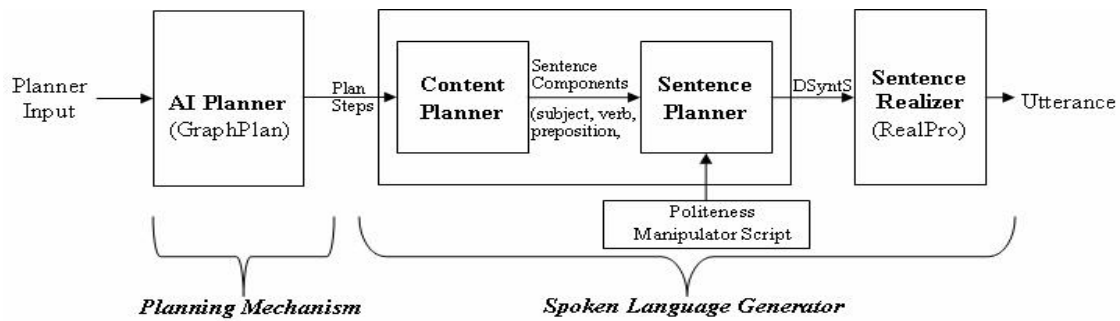 Planner
Input
AI Planner
(GraphPlan)
Plan
Steps
Content
Planner
Sentence
Components
(subject, verb,
preposition,
Sentence
Planner
DSyntS
Sentence
Realizer
(RealPro)
Utterance
Politeness
Manipulator Script
Planning Mechanism
Spoken Language Generator